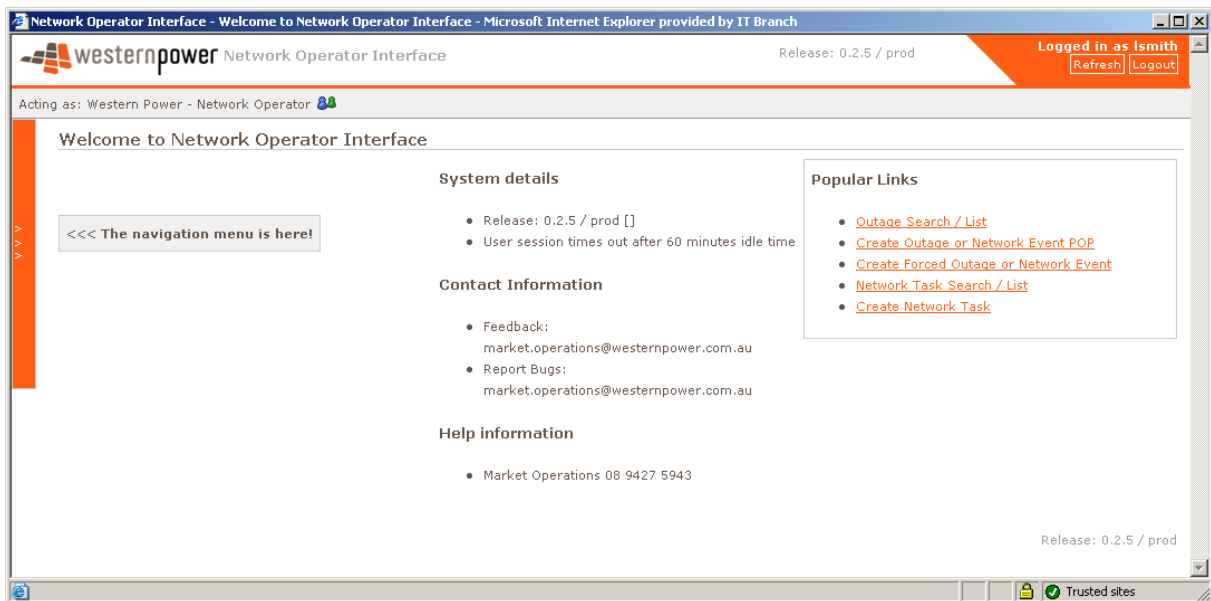 Network Operator Interface - Welcome to Network Operator Interface - Microsoft Internet Explorer provided by IT Branch
westernpower Network Operator Interface
Release: 0.2.5 / prod
Logged in as lsmith
Refresh Logout
Acting as: Western Power - Network Operator
Welcome to Network Operator Interface
>
>
>
<<< The navigation menu is here!
System details
• Release: 0.2.5 / prod []
• User session times out after 60 minutes idle time
Contact Information
• Feedback:
market.operations@westernpower.com.au
• Report Bugs:
market.operations@westernpower.com.au
Help information
• Market Operations 08 9427 5943
Popular Links
• Outage Search / List
• Create Outage or Network Event POP
• Create Forced Outage or Network Event
• Network Task Search / List
• Create Network Task
Release: 0.2.5 / prod
Trusted sites